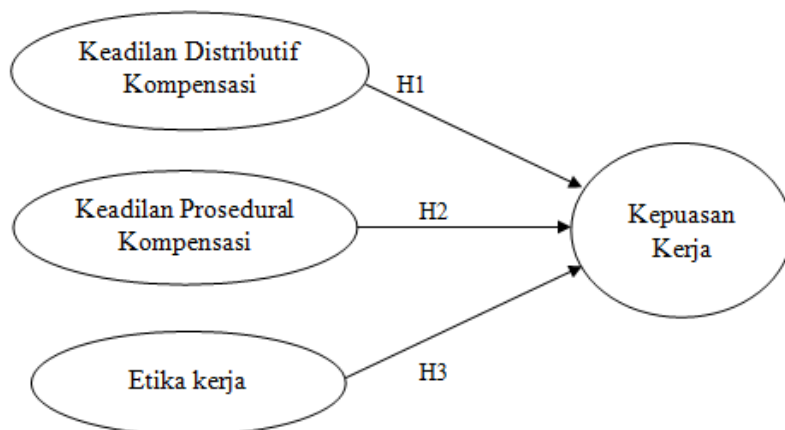 Keadilan Distributif
Kompensasi
H1
Keadilan Prosedural
Kompensasi
H2
Kepuasan
Kerja
Etika kerja
H3